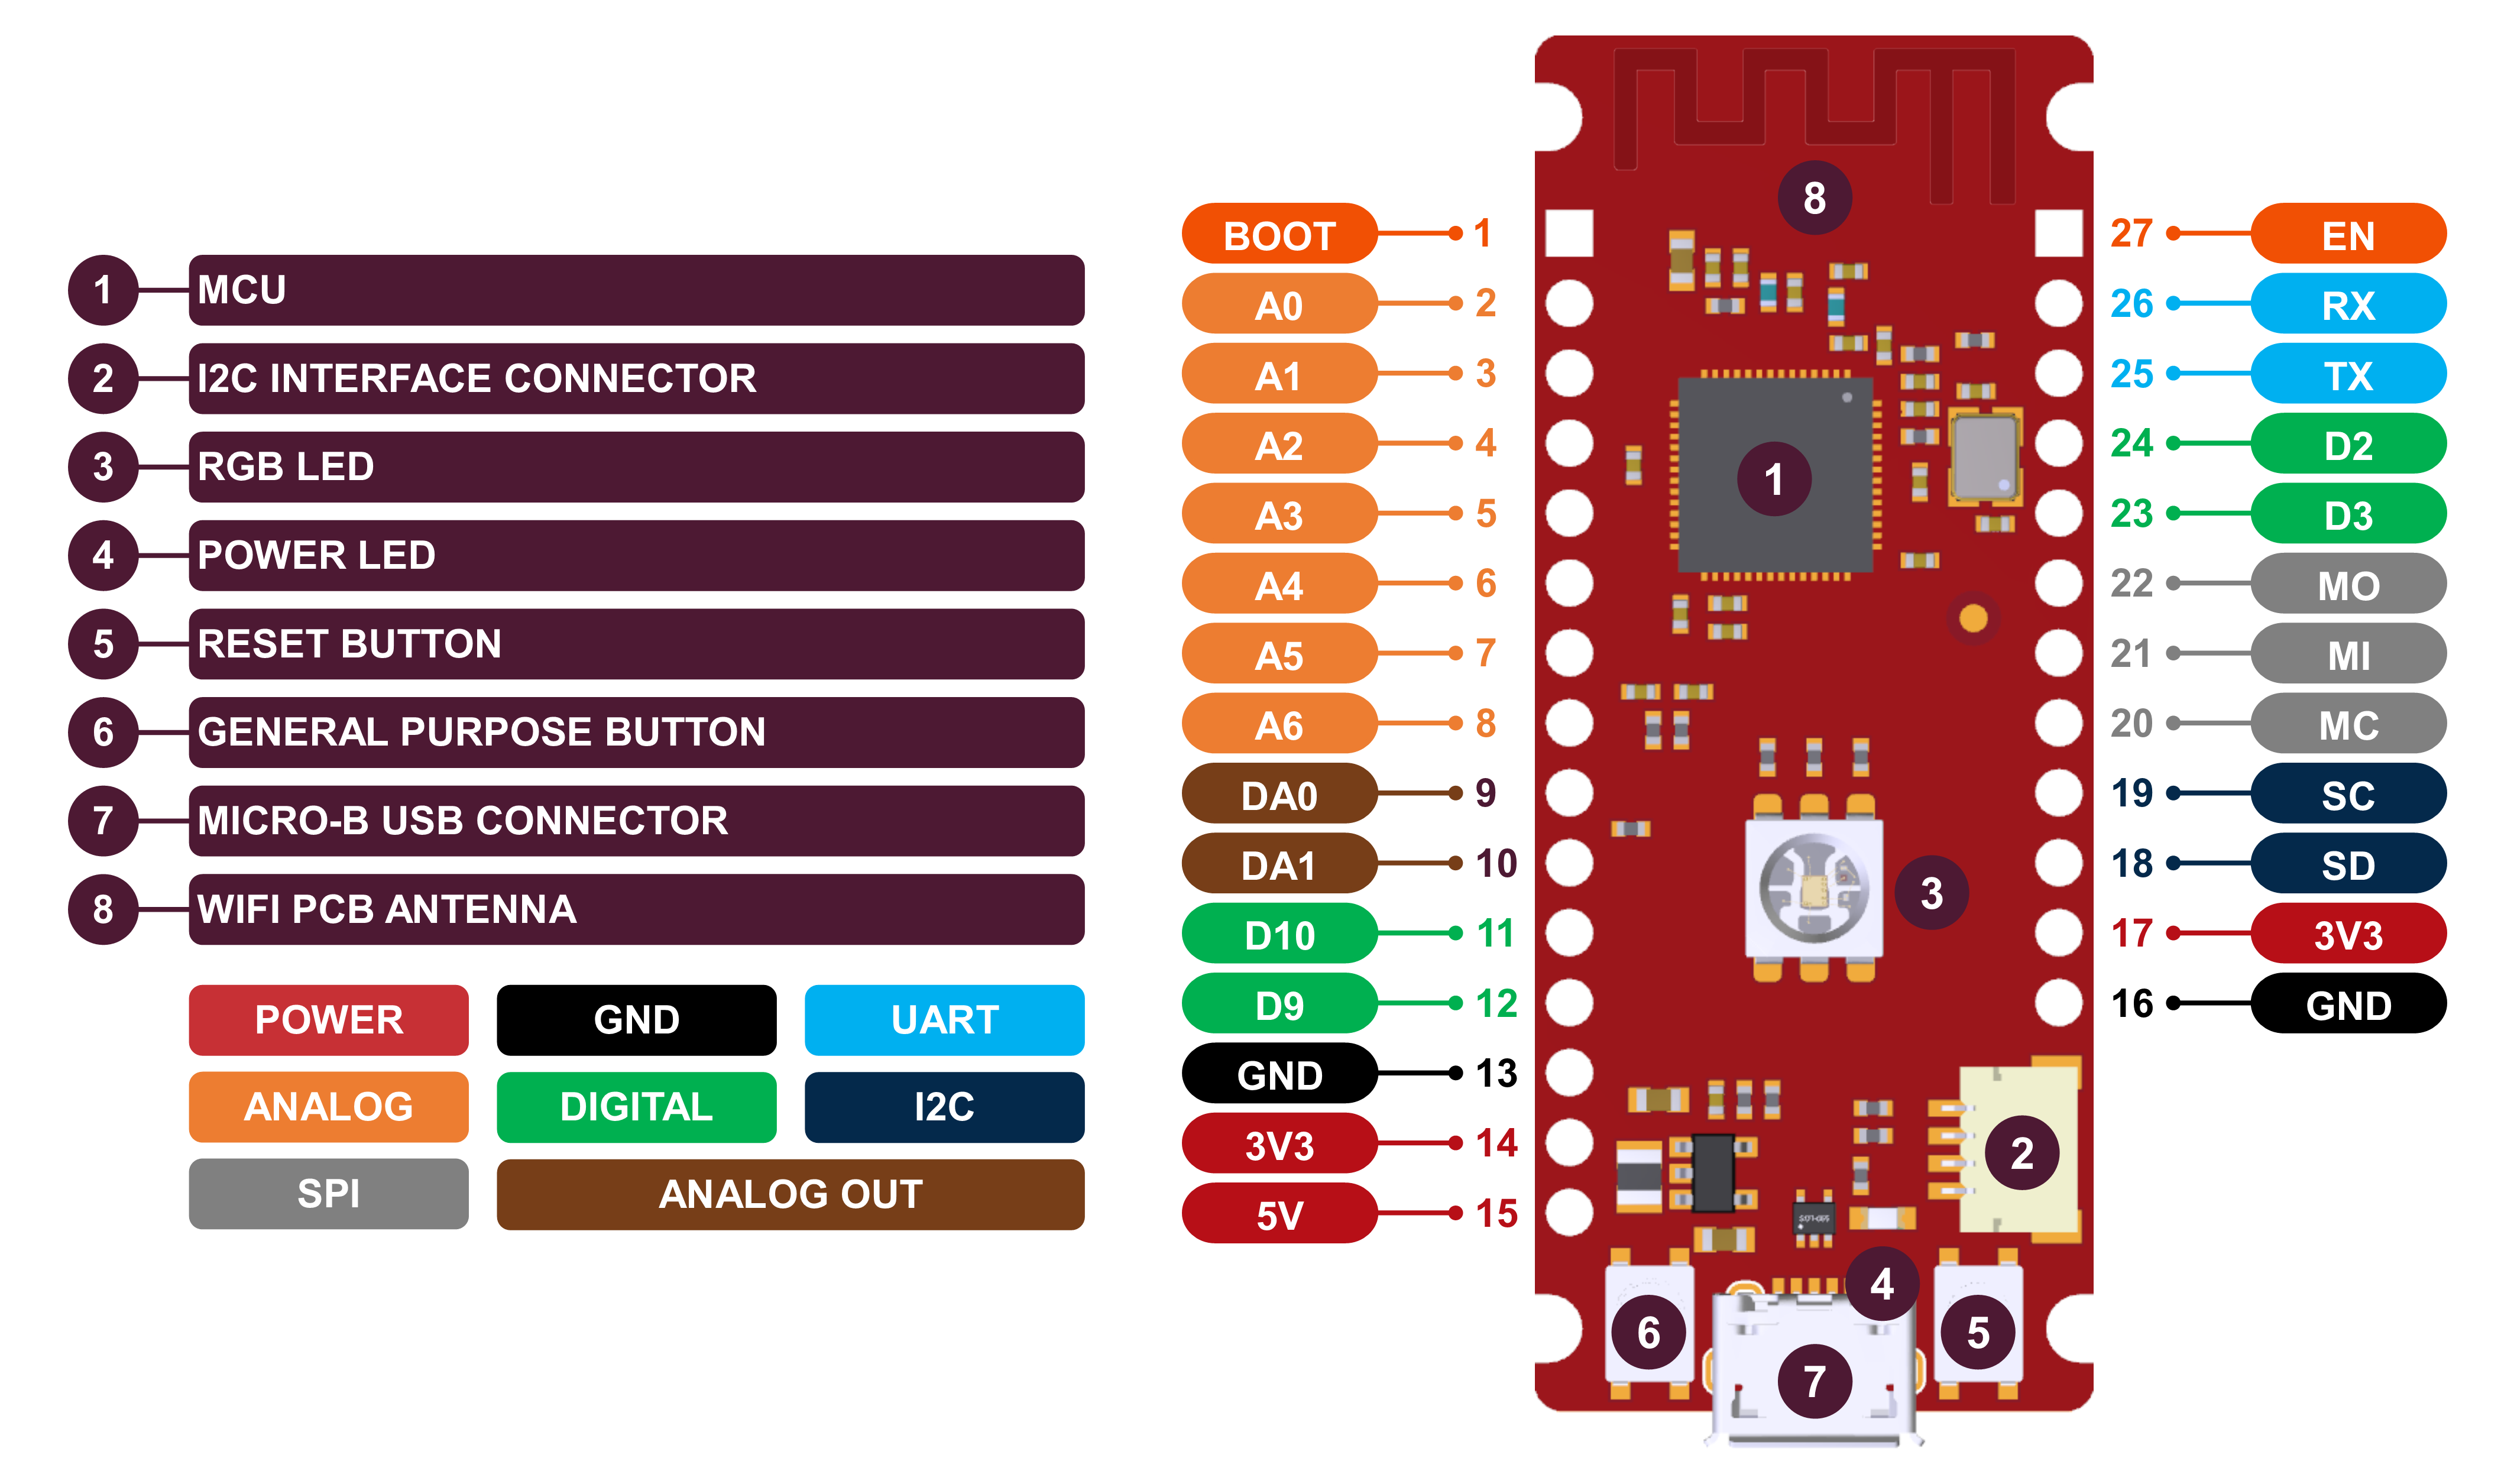 1 MCU
2 I2C INTERFACE CONNECTOR
3 RGB LED
4 POWER LED
5 RESET BUTTON
6 GENERAL PURPOSE BUTTON
7 MICRO-B USB CONNECTOR
8 WIFI PCB ANTENNA
POWER GND UART
ANALOG DIGITAL I2C
SPI ANALOG OUT
BOOT 1
A0 2
A1 3
A2 4
A3 5
A4 6
A5 7
A6 8
DA0 9
DA1 10
D10 11
D9 12
GND 13
3V3 14
5V 15
8
1
3
2
4
6
5
7
27 EN
26 RX
25 TX
24 D2
23 D3
22 MO
21 MI
20 MC
19 SC
18 SD
17 3V3
16 GND